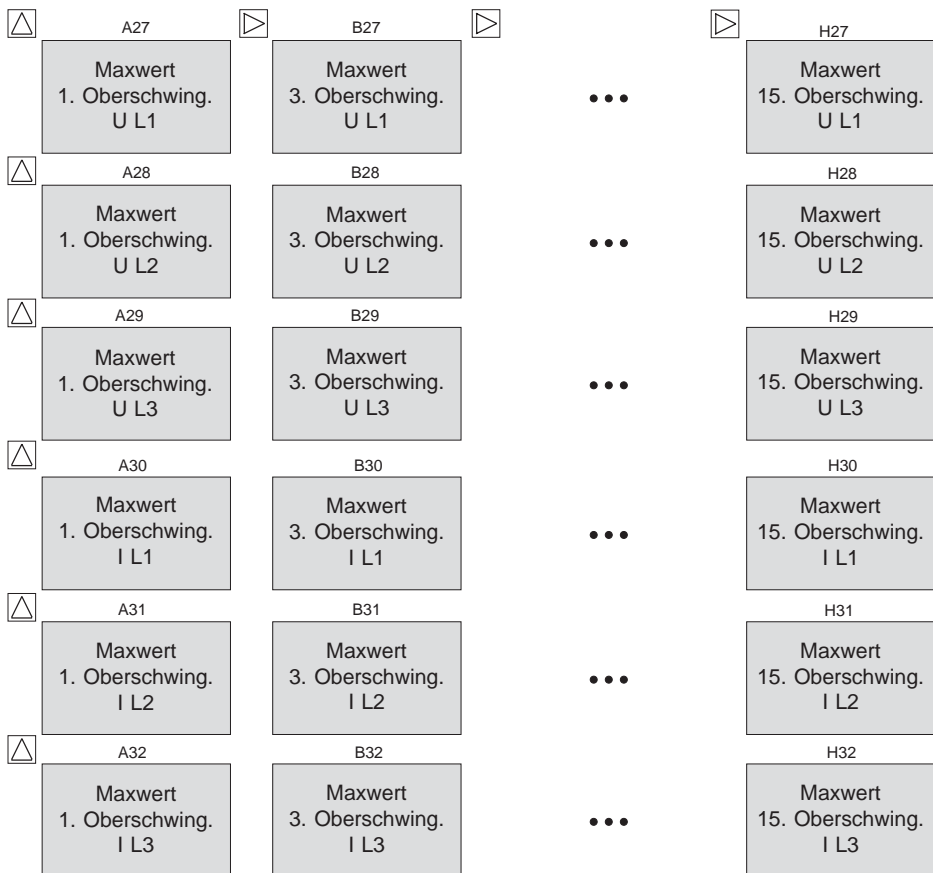 A27
B27
H27
Maxwert
1. Oberschwing.
U L1
Maxwert
3. Oberschwing.
U L1
•••
Maxwert
15. Oberschwing.
U L1
A28
B28
H28
Maxwert
1. Oberschwing.
U L2
Maxwert
3. Oberschwing.
U L2
•••
Maxwert
15. Oberschwing.
U L2
A29
B29
H29
Maxwert
1. Oberschwing.
U L3
Maxwert
3. Oberschwing.
U L3
•••
Maxwert
15. Oberschwing.
U L3
A30
B30
H30
Maxwert
1. Oberschwing.
I L1
Maxwert
3. Oberschwing.
I L1
•••
Maxwert
15. Oberschwing.
I L1
A31
B31
H31
Maxwert
1. Oberschwing.
I L2
Maxwert
3. Oberschwing.
I L2
•••
Maxwert
15. Oberschwing.
I L2
A32
B32
H32
Maxwert
1. Oberschwing.
I L3
Maxwert
3. Oberschwing.
I L3
•••
Maxwert
15. Oberschwing.
I L3